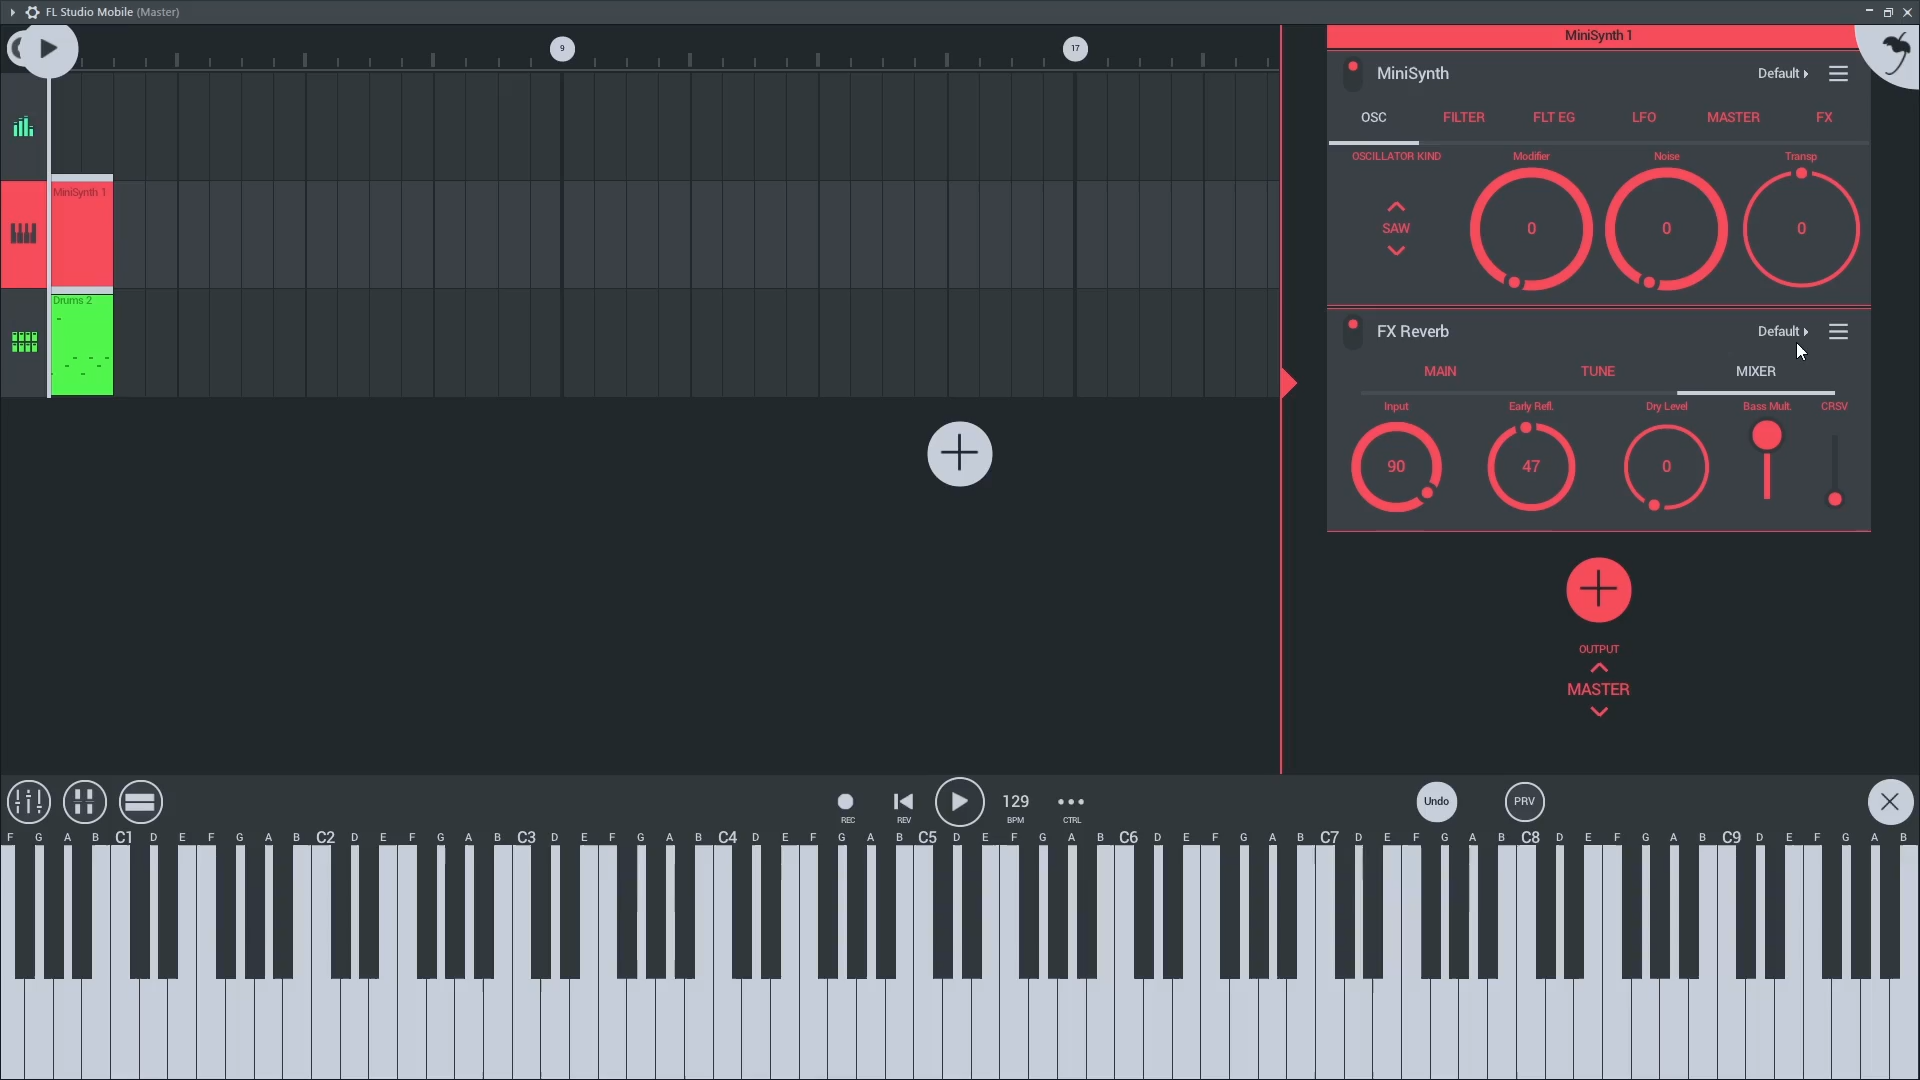 FL Studio Mobile (Master)
9
17
MiniSynth 1
MiniSynth
Default
OSC FILTER FLT EG LFO MASTER FX
OSCILLATOR KIND Modifier Noise Transp
SAW 0 0 0
MiniSynth 1
Drums 2
FX Reverb
Default
MAIN TUNE MIXER
Input Early Refl. Dry Level Bass Mult. CRSV
90 47 0
OUTPUT
MASTER
REC
REV
129
BPM
CTRL
Undo
PRV
F G A B C1 D E F G A B C2 D E F G A B C3 D E F G A B C4 D E F G A B C5 D E F G A B C6 D E F G A B C7 D E F G A B C8 D E F G A B C9 D E F G A B